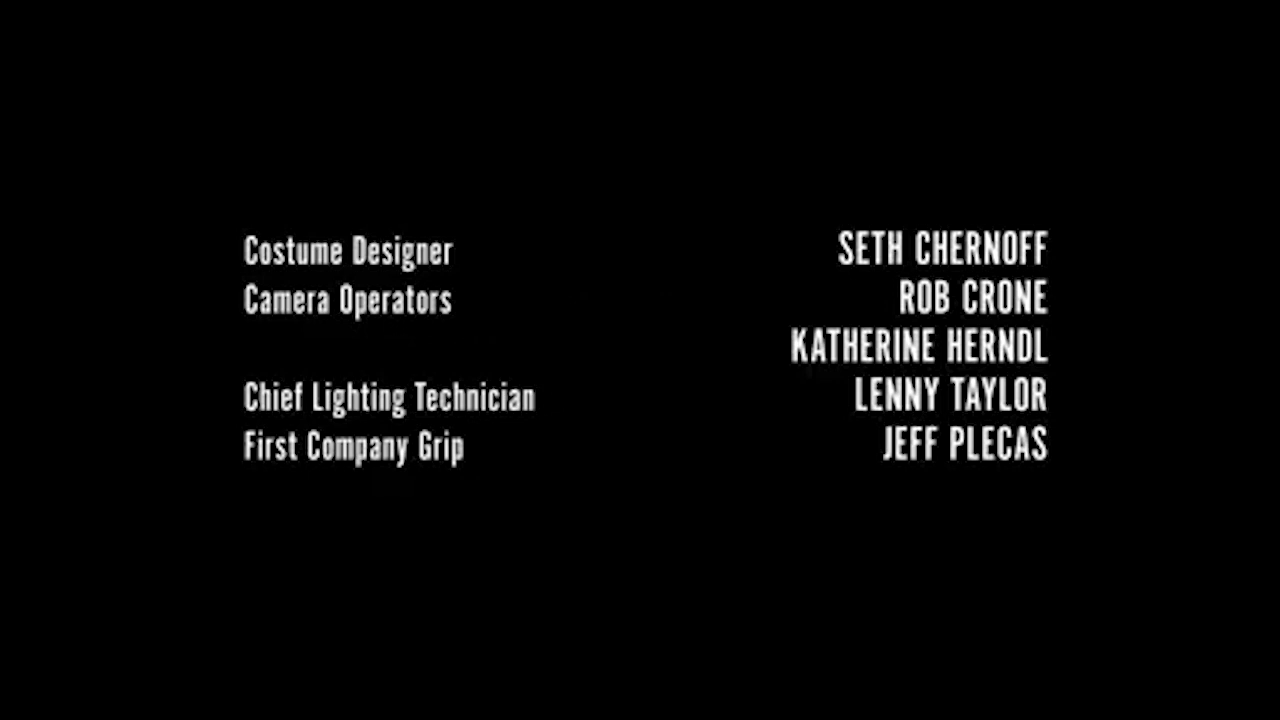 Costume Designer SETH CHERNOFF
Camera Operators ROB CRONE
KATHERINE HERNDL
Chief Lighting Technician LENNY TAYLOR
First Company Grip JEFF PLECAS